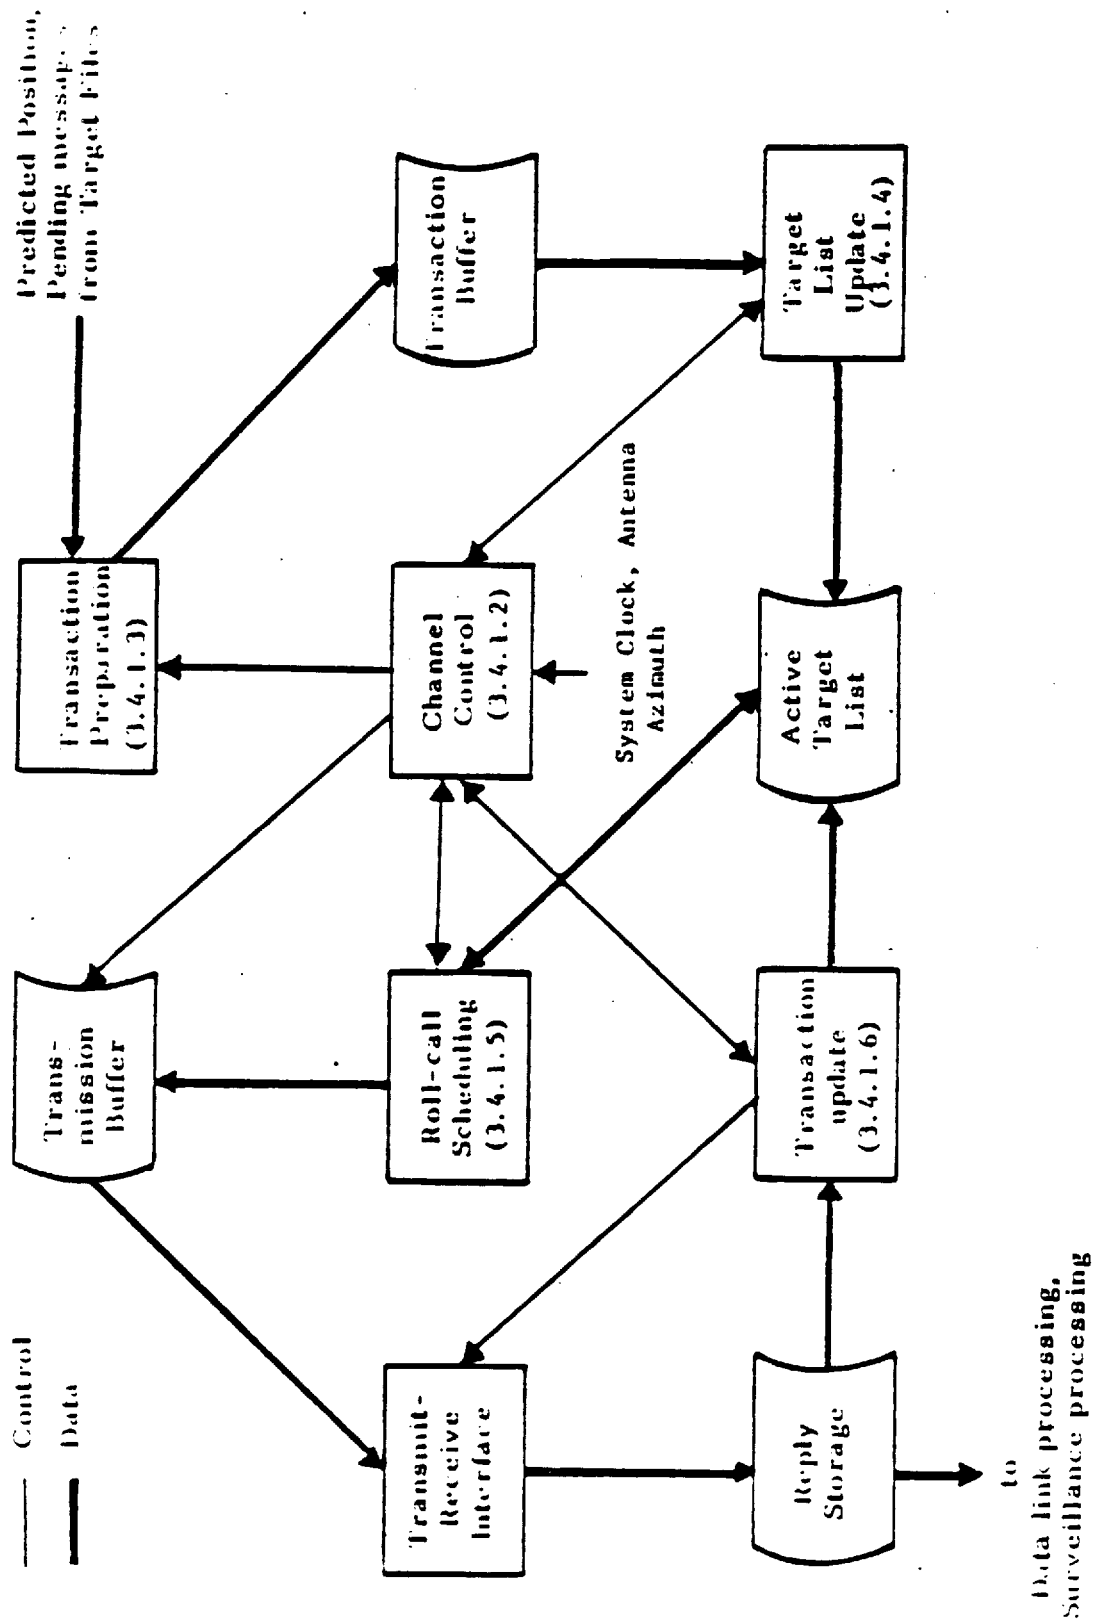 Control
Data
Predicted Position,
Pending messages
from Target Files
Trans-
mission
Buffer
Transaction
Preparation
(3.4.1.3)
Transmit-
Receive
Interface
Roll-call
Scheduling
(3.4.1.5)
Channel
Control
(3.4.1.2)
Transaction
Buffer
System Clock, Antenna
Azimuth
Reply
Storage
Transaction
update
(3.4.1.6)
Active
Target
List
Target
List
Update
(3.4.1.4)
to
Data link processing,
Surveillance processing